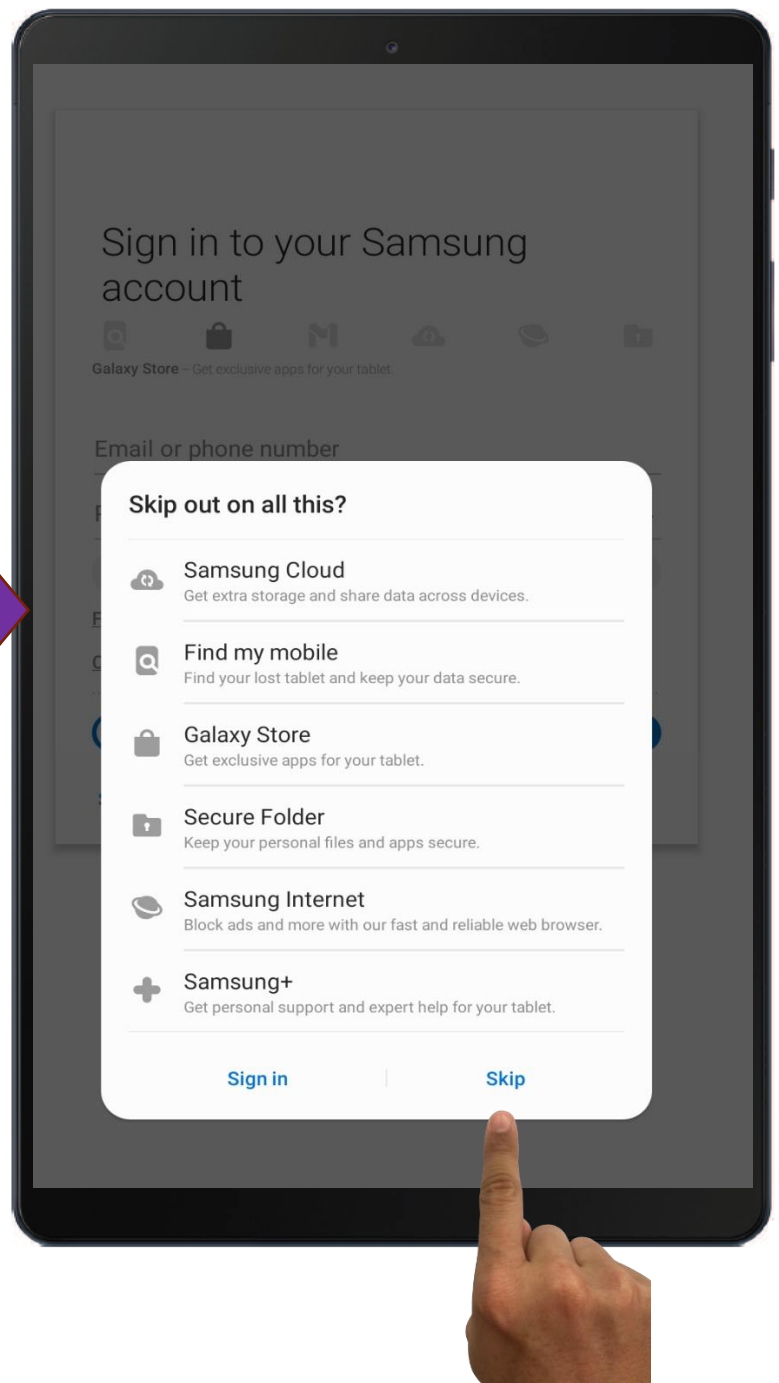 Sign in to your Samsung
account
Galaxy Store - Get exclusive apps for your tablet.
Email or phone number
Skip out on all this?
Samsung Cloud
Get extra storage and share data across devices.
Find my mobile
Find your lost tablet and keep your data secure.
Galaxy Store
Get exclusive apps for your tablet.
Secure Folder
Keep your personal files and apps secure.
Samsung Internet
Block ads and more with our fast and reliable web browser.
Samsung+
Get personal support and expert help for your tablet.
Sign in
Skip